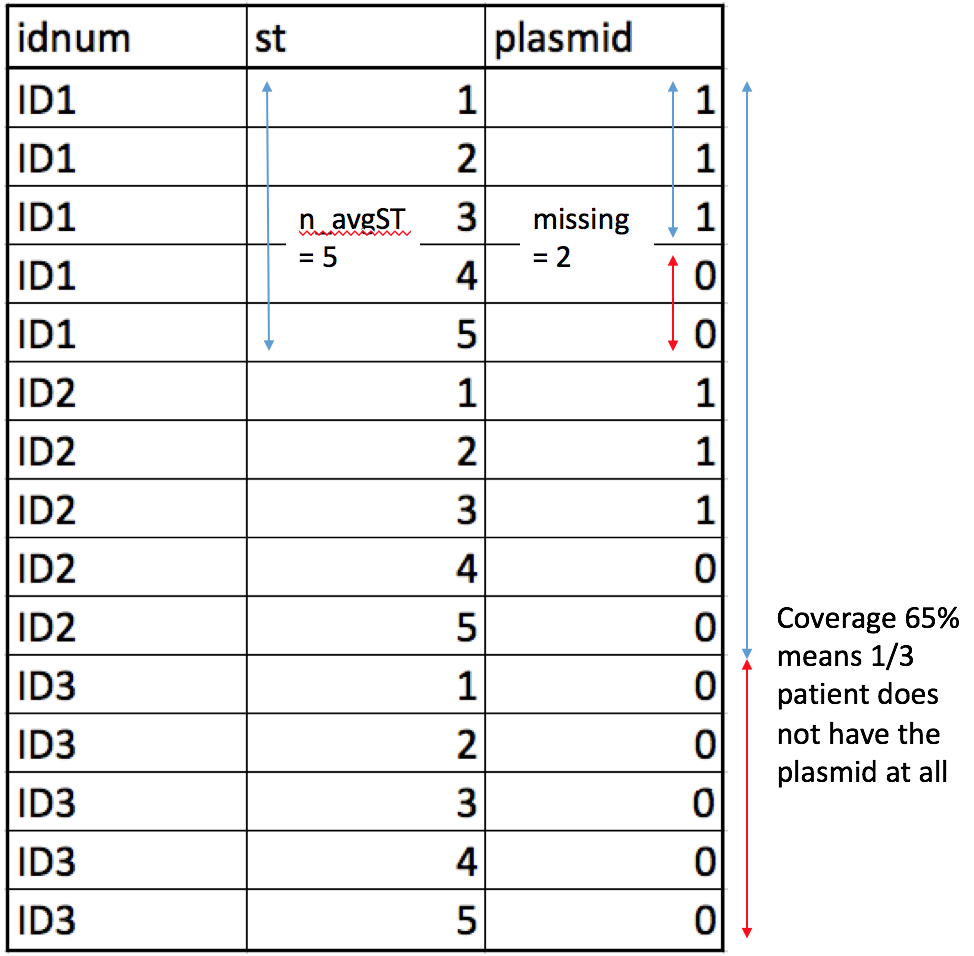 idnum st plasmid
ID1 1 1
ID1 2 1
ID1 3 1
n_avgST
= 5
missing
= 2
ID1 4 0
ID1 5 0
ID2 1 1
ID2 2 1
ID2 3 1
ID2 4 0
ID2 5 0
ID3 1 0
ID3 2 0
ID3 3 0
ID3 4 0
ID3 5 0
Coverage 65%
means 1/3
patient does
not have the
plasmid at all